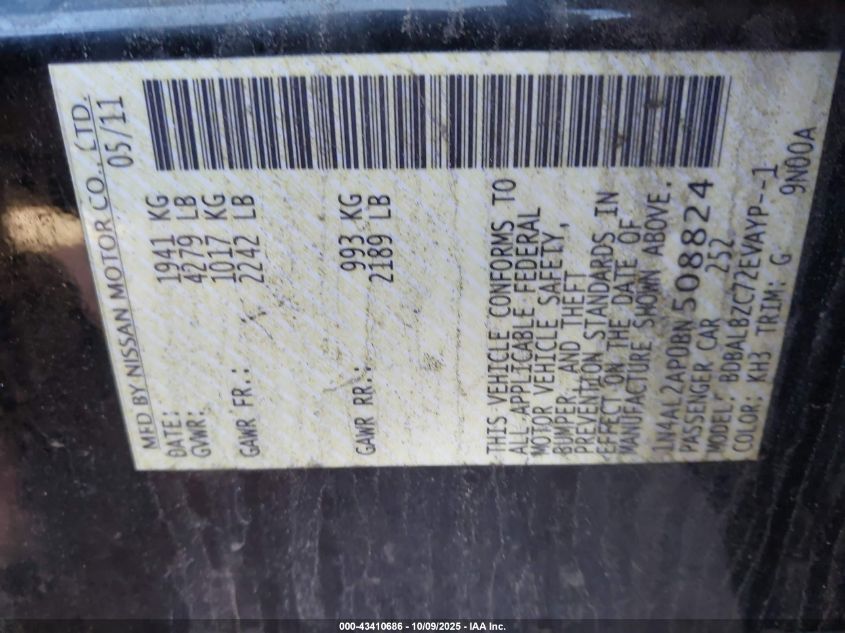 MFD BY NISSAN MOTOR CO., LTD.
DATE: 05/11
GVWR: 1941 KG
4279 LB
GAWR FR.: 1017 KG
2242 LB
GAWR RR.: 993 KG
2189 LB
THIS VEHICLE CONFORMS TO
ALL APPLICABLE FEDERAL
MOTOR VEHICLE SAFETY,
BUMPER, AND THEFT
PREVENTION STANDARDS IN
EFFECT ON THE DATE OF
MANUFACTURE SHOWN ABOVE.
1N4AL2AP0BN508824
PASSENGER CAR 252
MODEL: BDBALBZC72EVAYP--1
COLOR: KH3 TRIM: G 9N00A
000-43410686 - 10/09/2025 - IAA Inc.